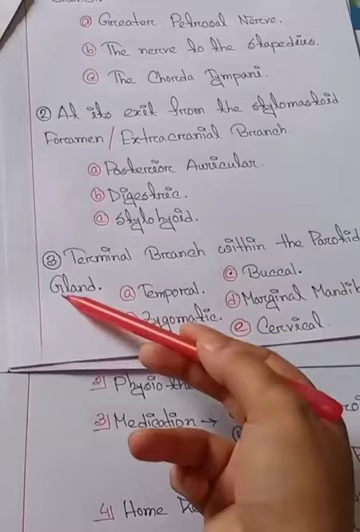 ⓐ Greater Petrosal Nerve.
ⓑ The nerve to the stapedius.
ⓒ The Chorda Tympani.
② At its exit from the stylomastoid
Foramen / Extracranial Branch.
ⓐ Posterior Auricular.
ⓑ Digestric.
ⓒ stylohyoid.
③ Terminal Branch within the Parotid
Gland.
ⓐ Temporal. ⓒ Buccal.
Zygomatic. ⓓ Marginal Mandib
ⓔ Cervical.
2) Physio
3) Medication →
4) Home